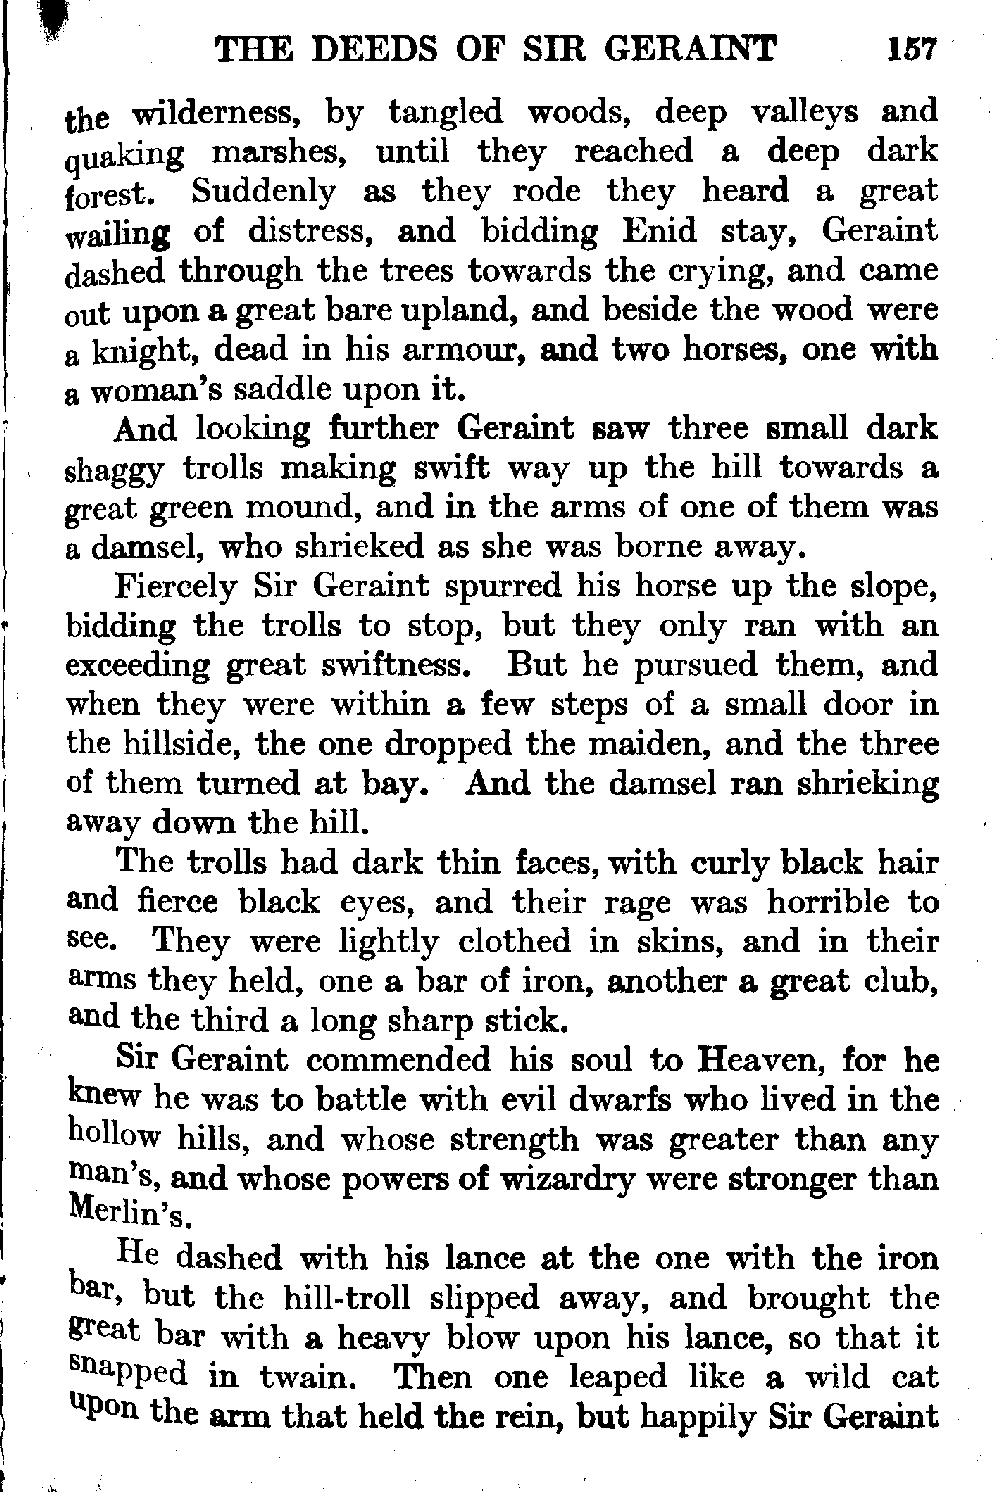 THE DEEDS OF SIR GERAINT 157
the wilderness, by tangled woods, deep valleys and
quaking marshes, until they reached a deep dark
forest. Suddenly as they rode they heard a great
wailing of distress, and bidding Enid stay, Geraint
dashed through the trees towards the crying, and came
out upon a great bare upland, and beside the wood were
a knight, dead in his armour, and two horses, one with
a woman's saddle upon it.
And looking further Geraint saw three small dark
shaggy trolls making swift way up the hill towards a
great green mound, and in the arms of one of them was
a damsel, who shrieked as she was borne away.
Fiercely Sir Geraint spurred his horse up the slope,
bidding the trolls to stop, but they only ran with an
exceeding great swiftness. But he pursued them, and
when they were within a few steps of a small door in
the hillside, the one dropped the maiden, and the three
of them turned at bay. And the damsel ran shrieking
away down the hill.
The trolls had dark thin faces, with curly black hair
and fierce black eyes, and their rage was horrible to
see. They were lightly clothed in skins, and in their
arms they held, one a bar of iron, another a great club,
and the third a long sharp stick.
Sir Geraint commended his soul to Heaven, for he
knew he was to battle with evil dwarfs who lived in the
hollow hills, and whose strength was greater than any
man's, and whose powers of wizardry were stronger than
Merlin's.
He dashed with his lance at the one with the iron
bar, but the hill-troll slipped away, and brought the
great bar with a heavy blow upon his lance, so that it
snapped in twain. Then one leaped like a wild cat
upon the arm that held the rein, but happily Sir Geraint